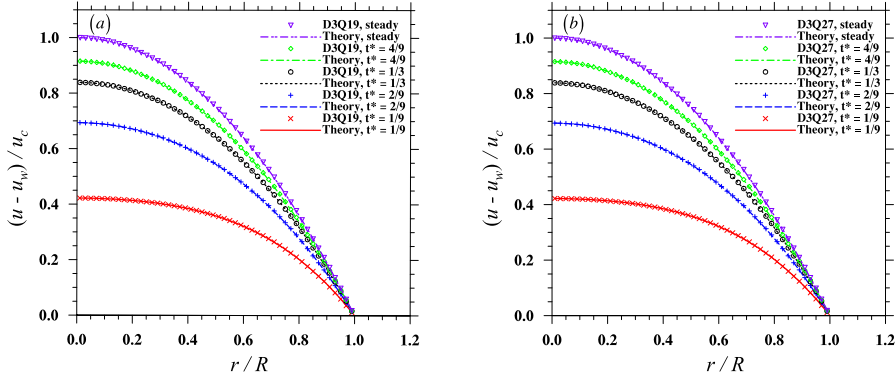 (a)
D3Q19, steady
Theory, steady
D3Q19, t* = 4/9
Theory, t* = 4/9
D3Q19, t* = 1/3
Theory, t* = 1/3
D3Q19, t* = 2/9
Theory, t* = 2/9
D3Q19, t* = 1/9
Theory, t* = 1/9
1.0
0.8
0.6
0.4
0.2
0.0
(u - u_w) / u_c
0.0 0.2 0.4 0.6 0.8 1.0 1.2
r / R
(b)
D3Q27, steady
Theory, steady
D3Q27, t* = 4/9
Theory, t* = 4/9
D3Q27, t* = 1/3
Theory, t* = 1/3
D3Q27, t* = 2/9
Theory, t* = 2/9
D3Q27, t* = 1/9
Theory, t* = 1/9
1.0
0.8
0.6
0.4
0.2
0.0
(u - u_w) / u_c
0.0 0.2 0.4 0.6 0.8 1.0 1.2
r / R